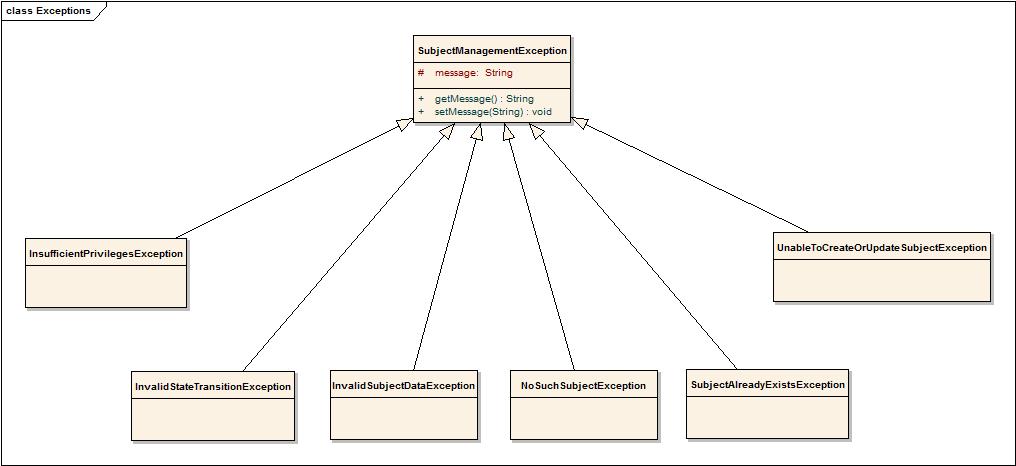 class Exceptions
SubjectManagementException
# message: String
+ getMessage() : String
+ setMessage(String) : void
InsufficientPrivilegesException
UnableToCreateOrUpdateSubjectException
InvalidStateTransitionException
InvalidSubjectDataException
NoSuchSubjectException
SubjectAlreadyExistsException